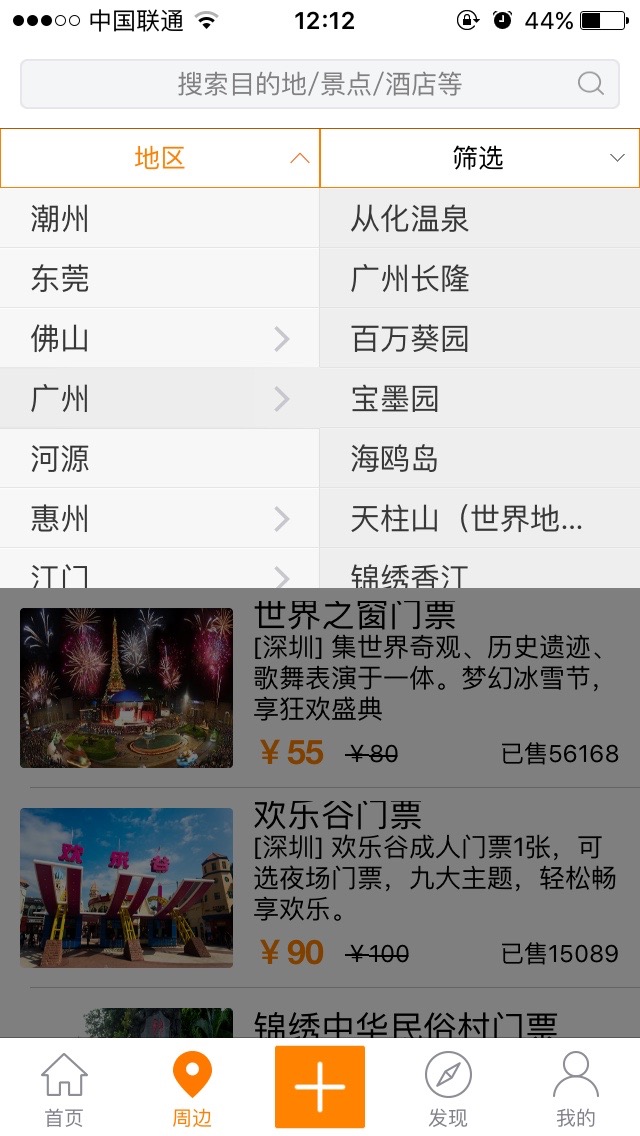 中国联通 12:12 44%
搜索目的地/景点/酒店等
地区 筛选
潮州 从化温泉
东莞 广州长隆
佛山 百万葵园
广州 宝墨园
河源 海鸥岛
惠州 天柱山（世界地...
江门 锦绣香江
世界之窗门票
[深圳] 集世界奇观、历史遗迹、
歌舞表演于一体。梦幻冰雪节，
享狂欢盛典
￥55 ￥80 已售56168
欢乐谷门票
[深圳] 欢乐谷成人门票1张，可
选夜场门票，九大主题，轻松畅
享欢乐。
欢乐谷
￥90 ￥100 已售15089
锦绣中华民俗村门票
首页 周边 发现 我的